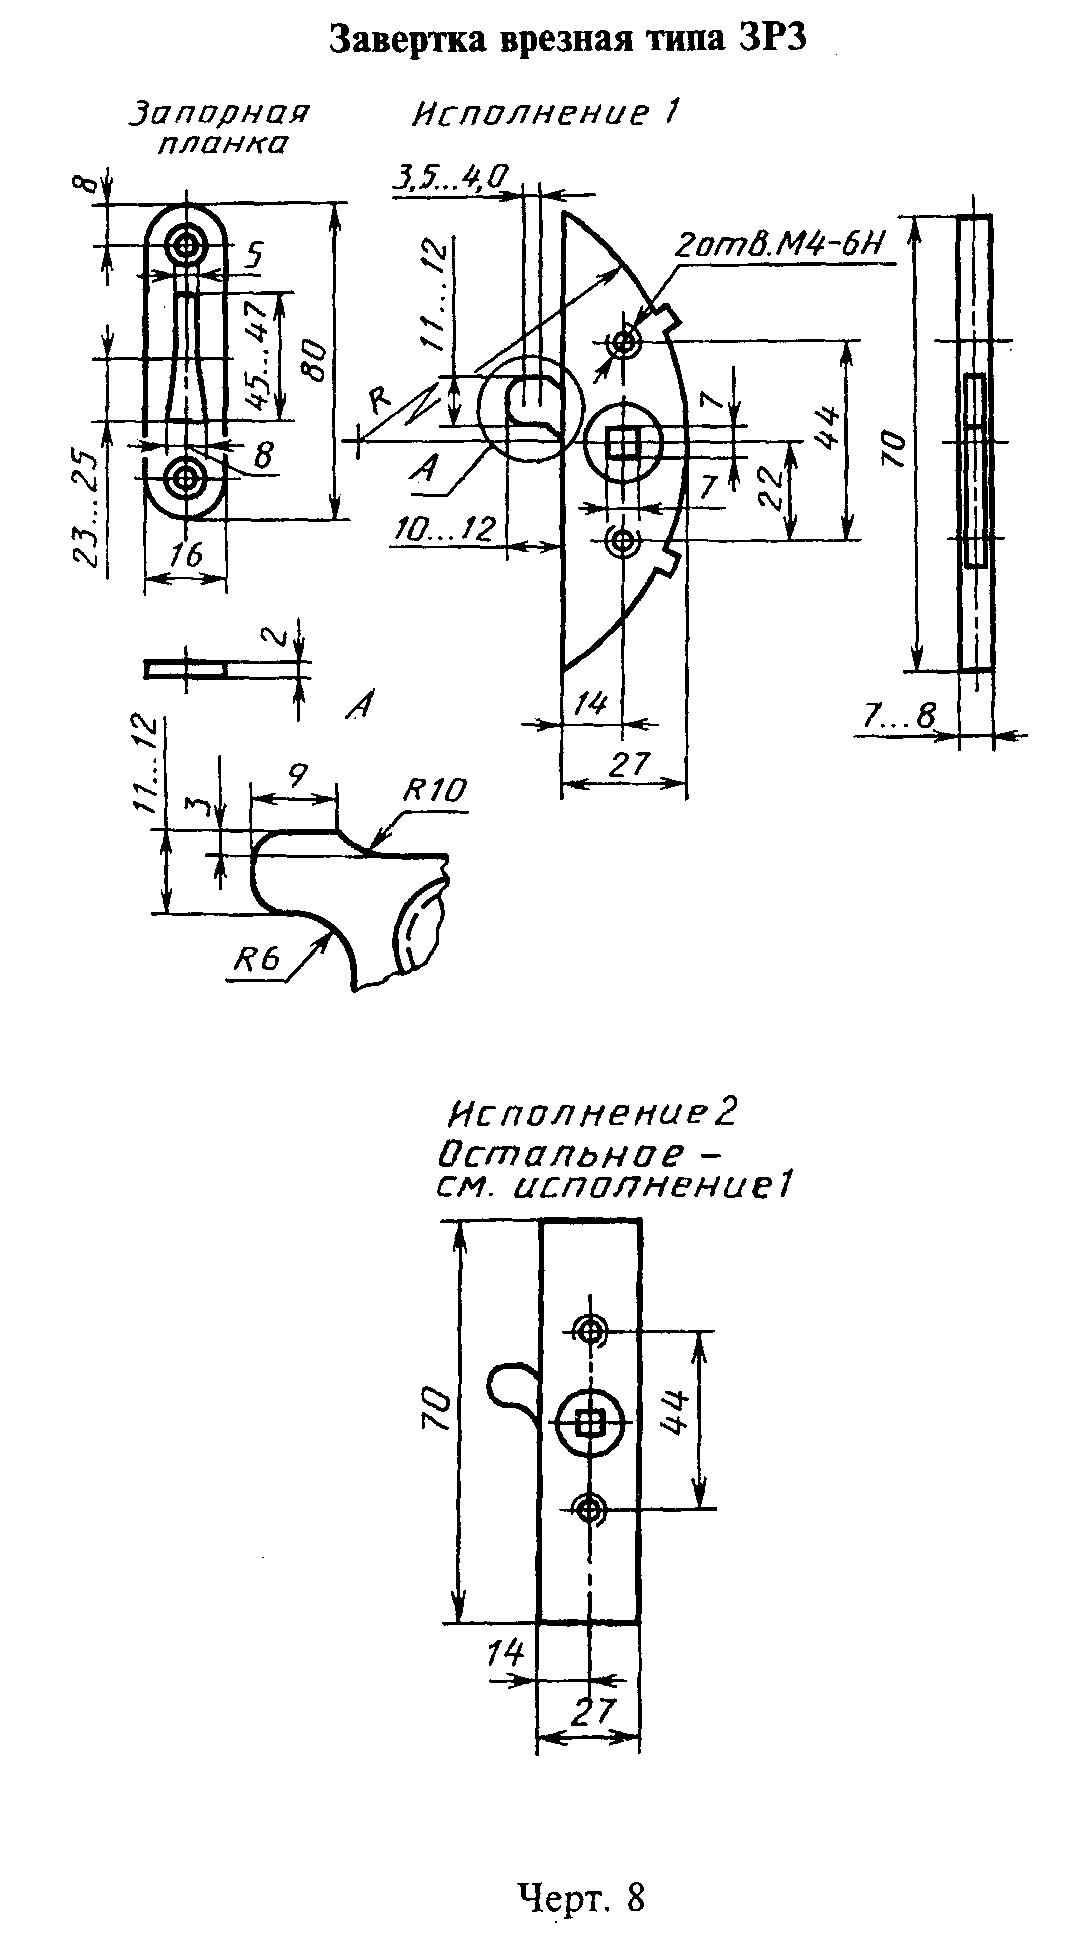 Завертка врезная типа ЗР3
Запорная
планка
Исполнение 1
3,5...4,0
8
2отв.М4-6Н
5
11...12
45...47
80
R
7
44
70
А
8
23...25
22
7
10...12
16
2
14
А
7...8
27
11...12
9
3
R10
R6
Исполнение 2
Остальное –
см. исполнение 1
70
44
14
27
Черт. 8